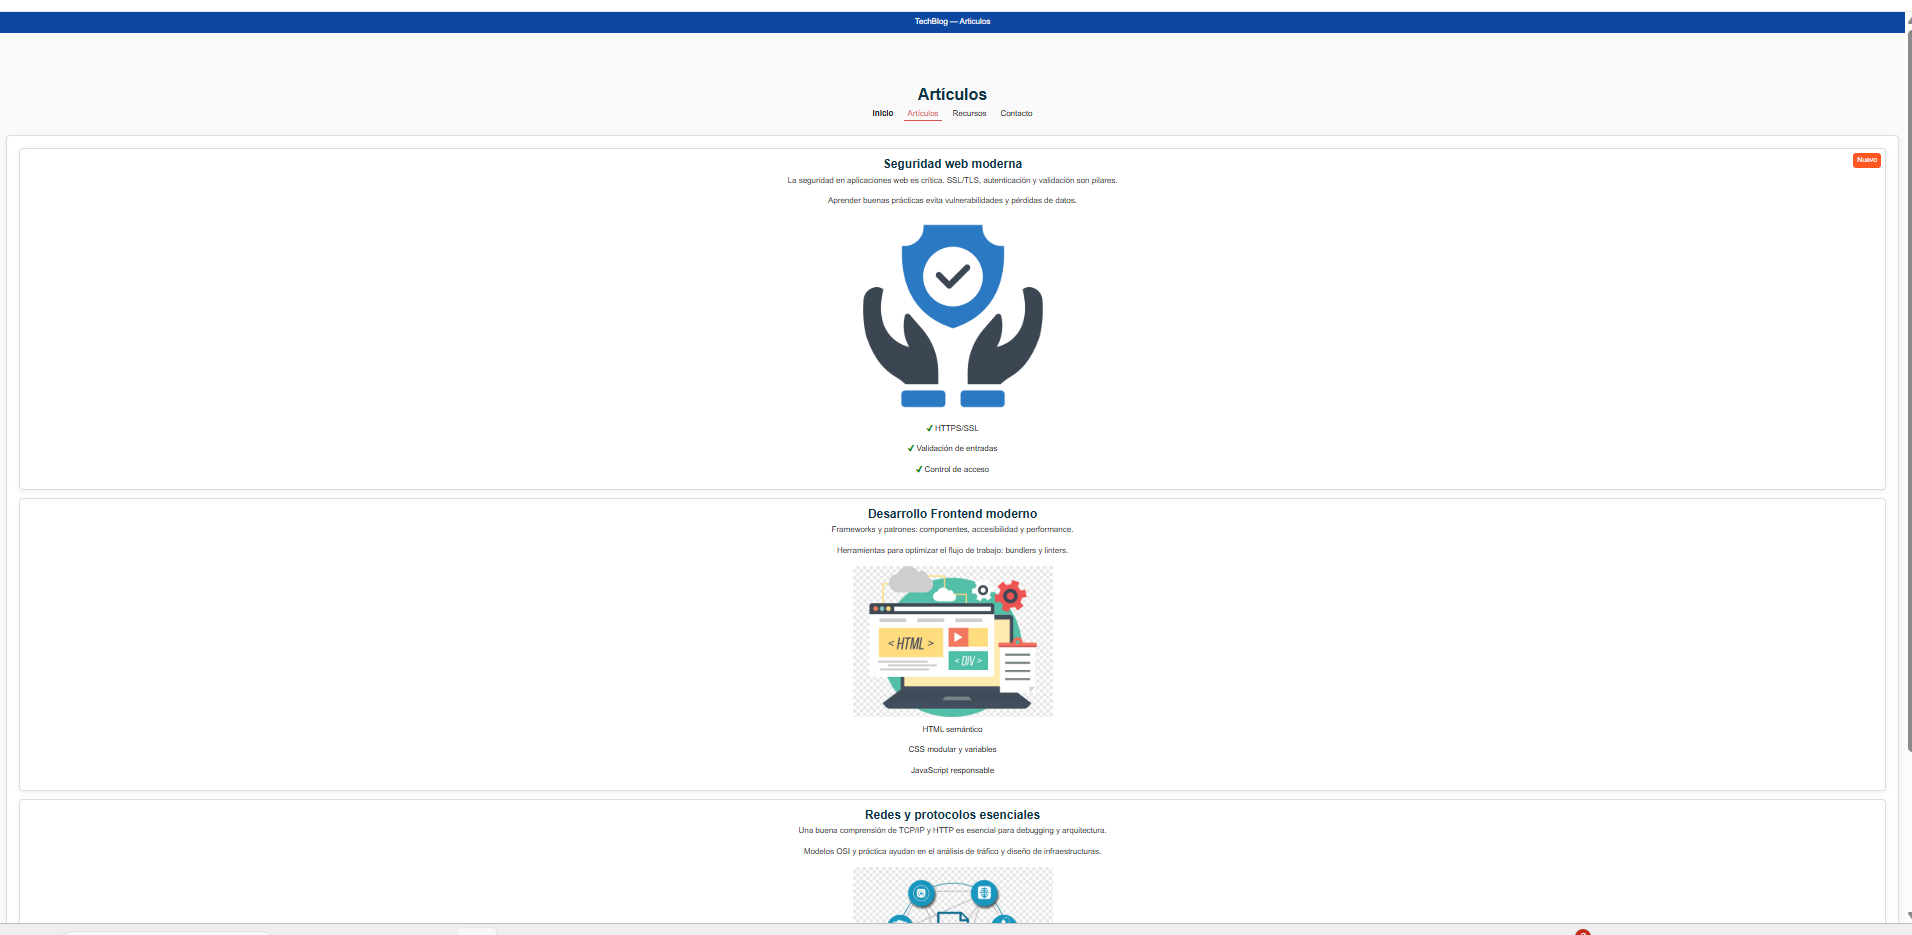 TechBlog — Artículos
Artículos
Inicio Artículos Recursos Contacto
Seguridad web moderna
Nuevo
La seguridad en aplicaciones web es crítica. SSL/TLS, autenticación y validación son pilares.
Aprender buenas prácticas evita vulnerabilidades y pérdidas de datos.
✓ HTTPS/SSL
✓ Validación de entradas
✓ Control de acceso
Desarrollo Frontend moderno
Frameworks y patrones: componentes, accesibilidad y performance.
Herramientas para optimizar el flujo de trabajo: bundlers y linters.
< HTML >
< DIV >
HTML semántico
CSS modular y variables
JavaScript responsable
Redes y protocolos esenciales
Una buena comprensión de TCP/IP y HTTP es esencial para debugging y arquitectura.
Modelos OSI y práctica ayudan en el análisis de tráfico y diseño de infraestructuras.